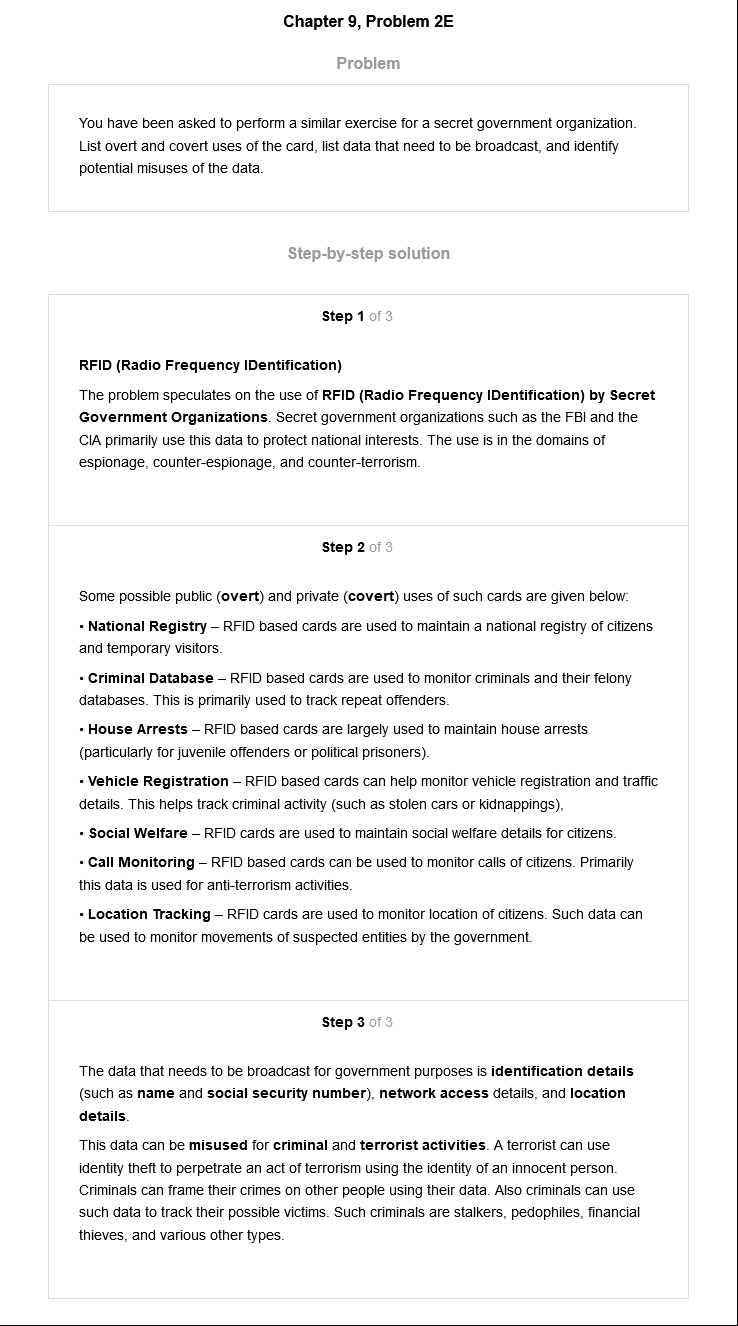 Chapter 9, Problem 2E
Problem
You have been asked to perform a similar exercise for a secret government organization.
List overt and covert uses of the card, list data that need to be broadcast, and identify
potential misuses of the data.
Step-by-step solution
Step 1 of 3
RFID (Radio Frequency IDentification)
The problem speculates on the use of RFID (Radio Frequency IDentification) by Secret
Government Organizations. Secret government organizations such as the FBI and the
CIA primarily use this data to protect national interests. The use is in the domains of
espionage, counter-espionage, and counter-terrorism.
Step 2 of 3
Some possible public (overt) and private (covert) uses of such cards are given below:
• National Registry – RFID based cards are used to maintain a national registry of citizens
and temporary visitors.
• Criminal Database – RFID based cards are used to monitor criminals and their felony
databases. This is primarily used to track repeat offenders.
• House Arrests – RFID based cards are largely used to maintain house arrests
(particularly for juvenile offenders or political prisoners).
• Vehicle Registration – RFID based cards can help monitor vehicle registration and traffic
details. This helps track criminal activity (such as stolen cars or kidnappings),
• Social Welfare – RFID cards are used to maintain social welfare details for citizens.
• Call Monitoring – RFID based cards can be used to monitor calls of citizens. Primarily
this data is used for anti-terrorism activities.
• Location Tracking – RFID cards are used to monitor location of citizens. Such data can
be used to monitor movements of suspected entities by the government.
Step 3 of 3
The data that needs to be broadcast for government purposes is identification details
(such as name and social security number), network access details, and location
details.
This data can be misused for criminal and terrorist activities. A terrorist can use
identity theft to perpetrate an act of terrorism using the identity of an innocent person.
Criminals can frame their crimes on other people using their data. Also criminals can use
such data to track their possible victims. Such criminals are stalkers, pedophiles, financial
thieves, and various other types.